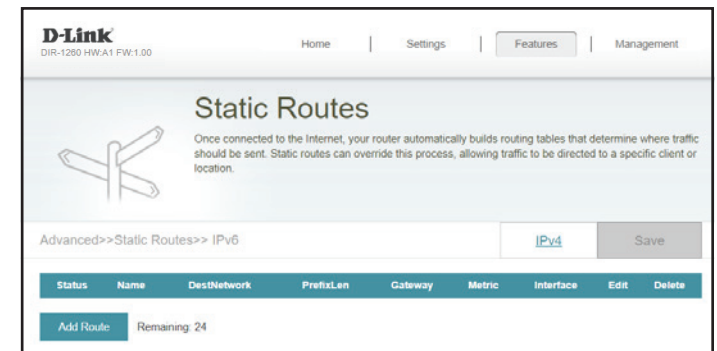 D-Link
DIR-1260 HW:A1 FW:1.00
Home | Settings | Features | Management
Static Routes
Once connected to the Internet, your router automatically builds routing tables that determine where traffic
should be sent. Static routes can override this process, allowing traffic to be directed to a specific client or
location.
Advanced>>Static Routes>> IPv6
IPv4
Save
Status Name DestNetwork PrefixLen Gateway Metric Interface Edit Delete
Add Route Remaining: 24